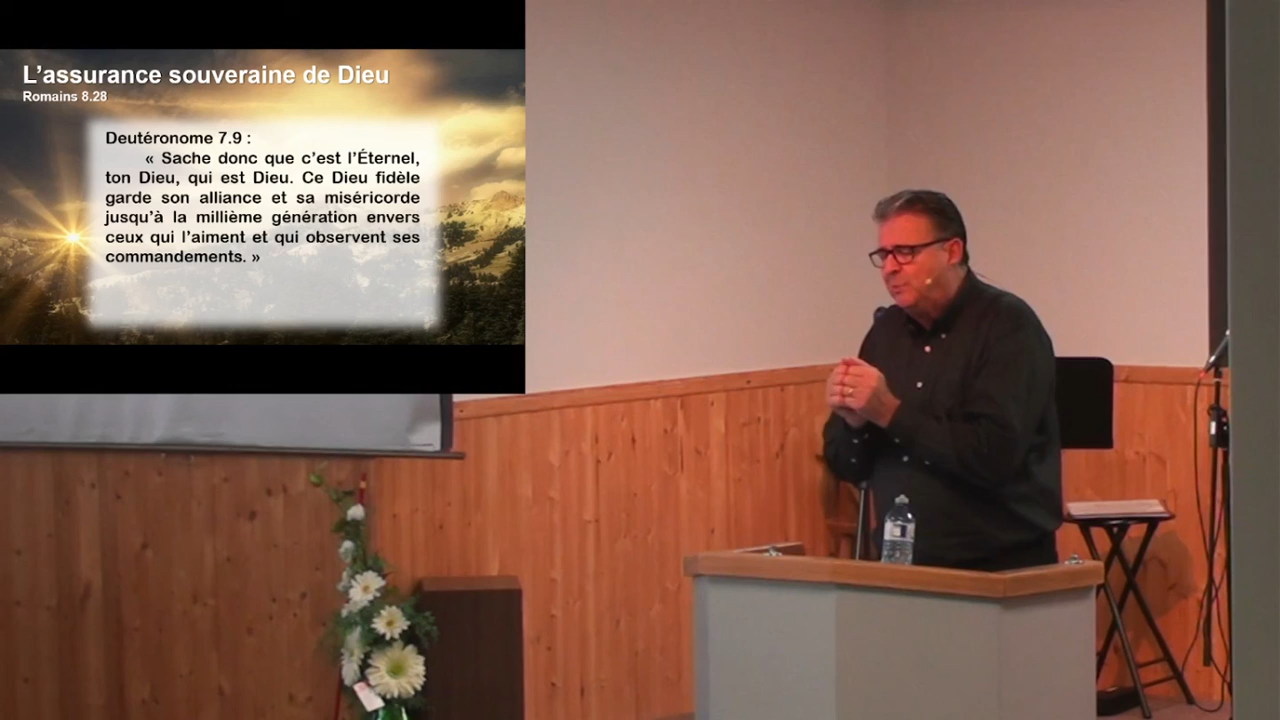 L’assurance souveraine de Dieu
Romains 8.28
Deutéronome 7.9 :
« Sache donc que c’est l’Éternel,
ton Dieu, qui est Dieu. Ce Dieu fidèle
garde son alliance et sa miséricorde
jusqu’à la millième génération envers
ceux qui l’aiment et qui observent ses
commandements. »